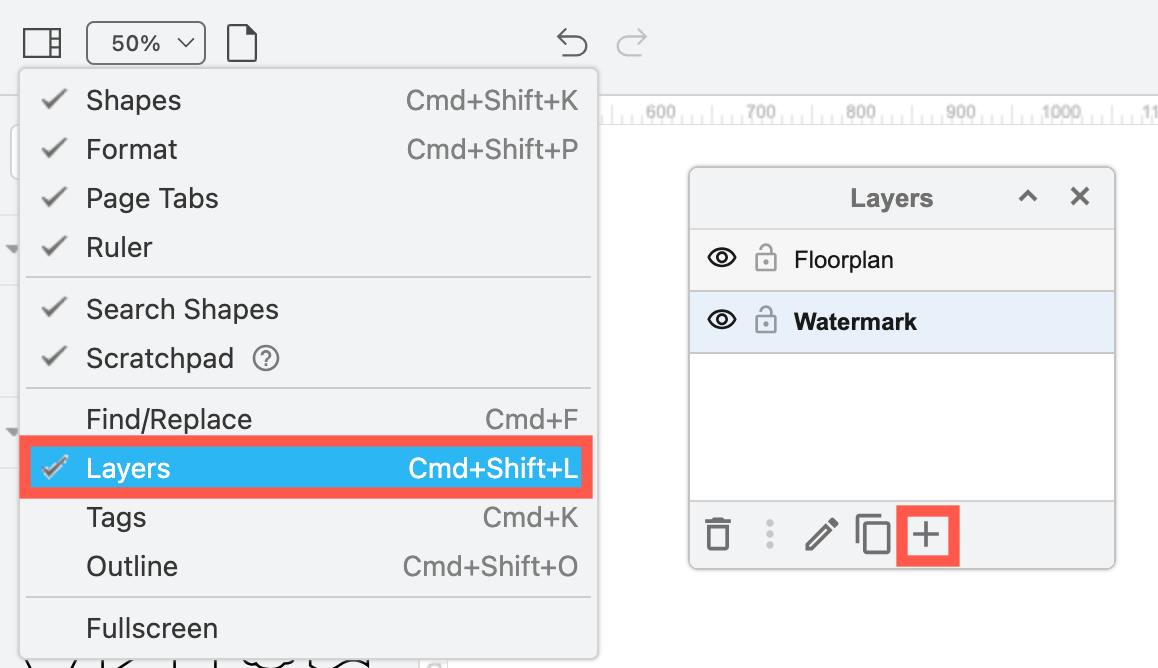 50%
600 700 800 900 1000
Shapes Cmd+Shift+K
Format Cmd+Shift+P
Page Tabs
Ruler
Search Shapes
Scratchpad ?
Find/Replace Cmd+F
Layers Cmd+Shift+L
Tags Cmd+K
Outline Cmd+Shift+O
Fullscreen
Layers
Floorplan
Watermark